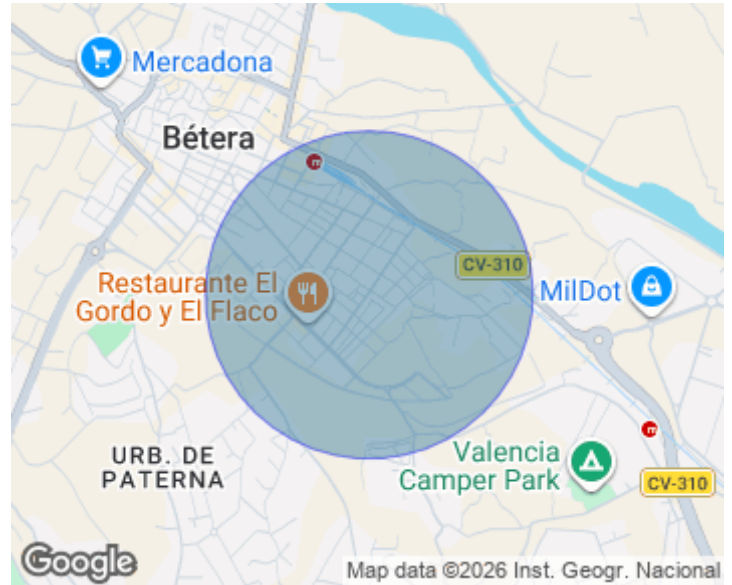 Mercadona
Bétera
CV-310
Restaurante El
Gordo y El Flaco
MilDot
URB. DE
PATERNA
Valencia
Camper Park
CV-310
Google
Map data ©2026 Inst. Geogr. Nacional